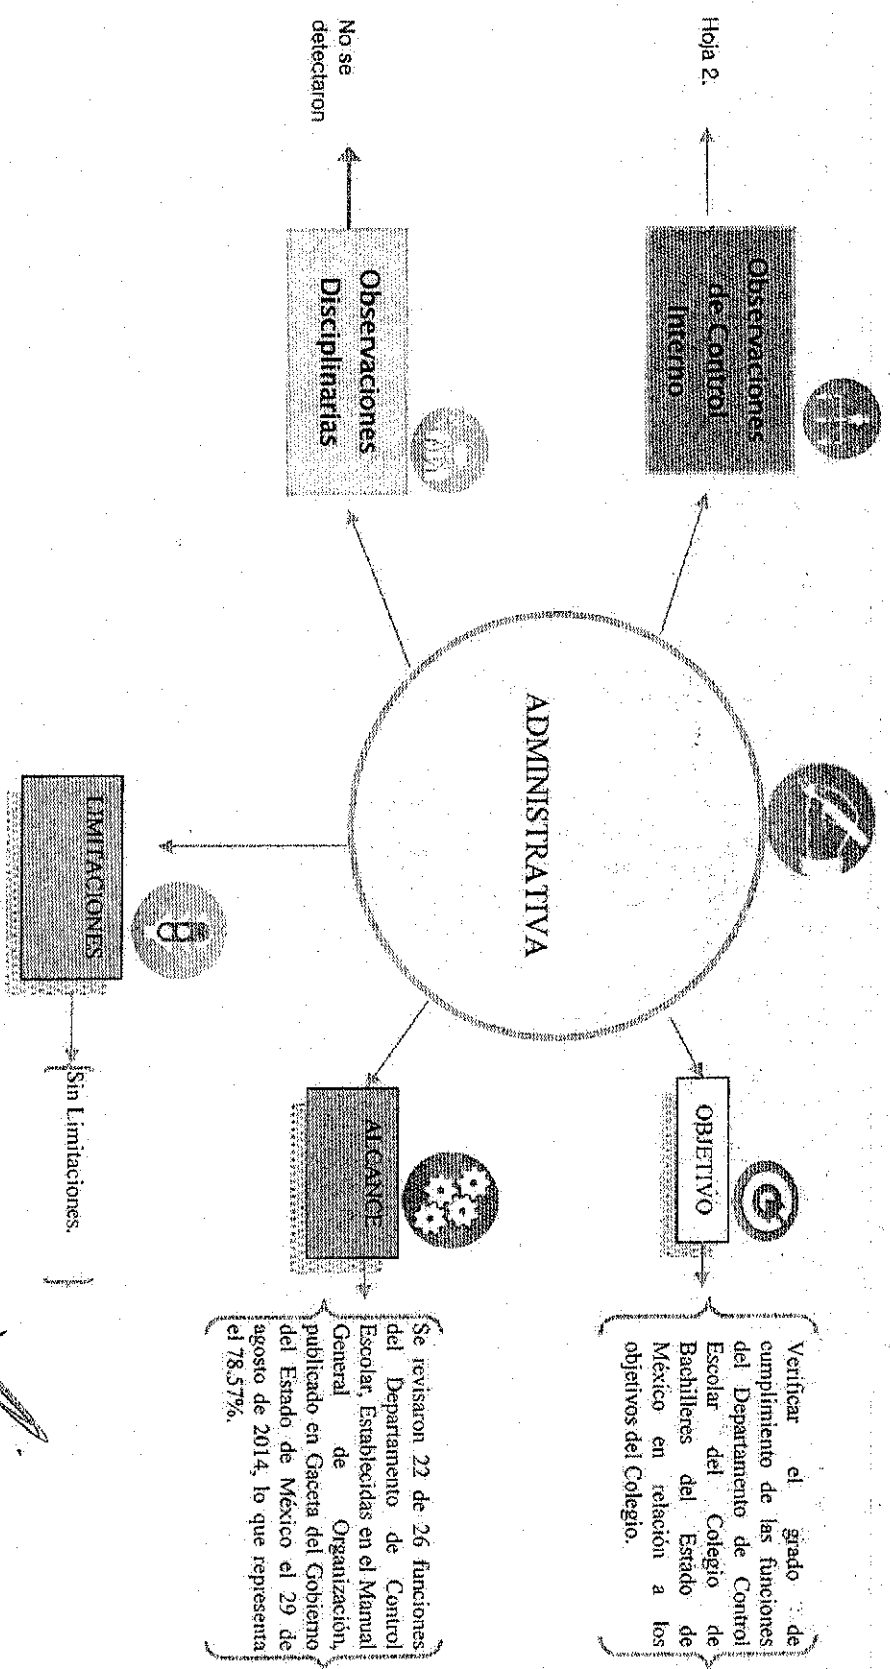 Hoja 2.
Observaciones
de Control
Interno
No se
detectaron
Observaciones
Disciplinarias
ADMINISTRATIVA
OBJETIVO
Verificar el grado de
cumplimiento de las funciones
del Departamento de Control
Escolar del Colegio de
Bachilleres del Estado de
México en relación a los
objetivos del Colegio.
ALCANCE
Se revisaron 22 de 26 funciones
del Departamento de Control
Escolar, Establecidas en el Manual
General de Organización,
publicado en Gaceta del Gobierno
del Estado de México el 29 de
agosto de 2014, lo que representa
el 78.57%.
LIMITACIONES
Sin Limitaciones.